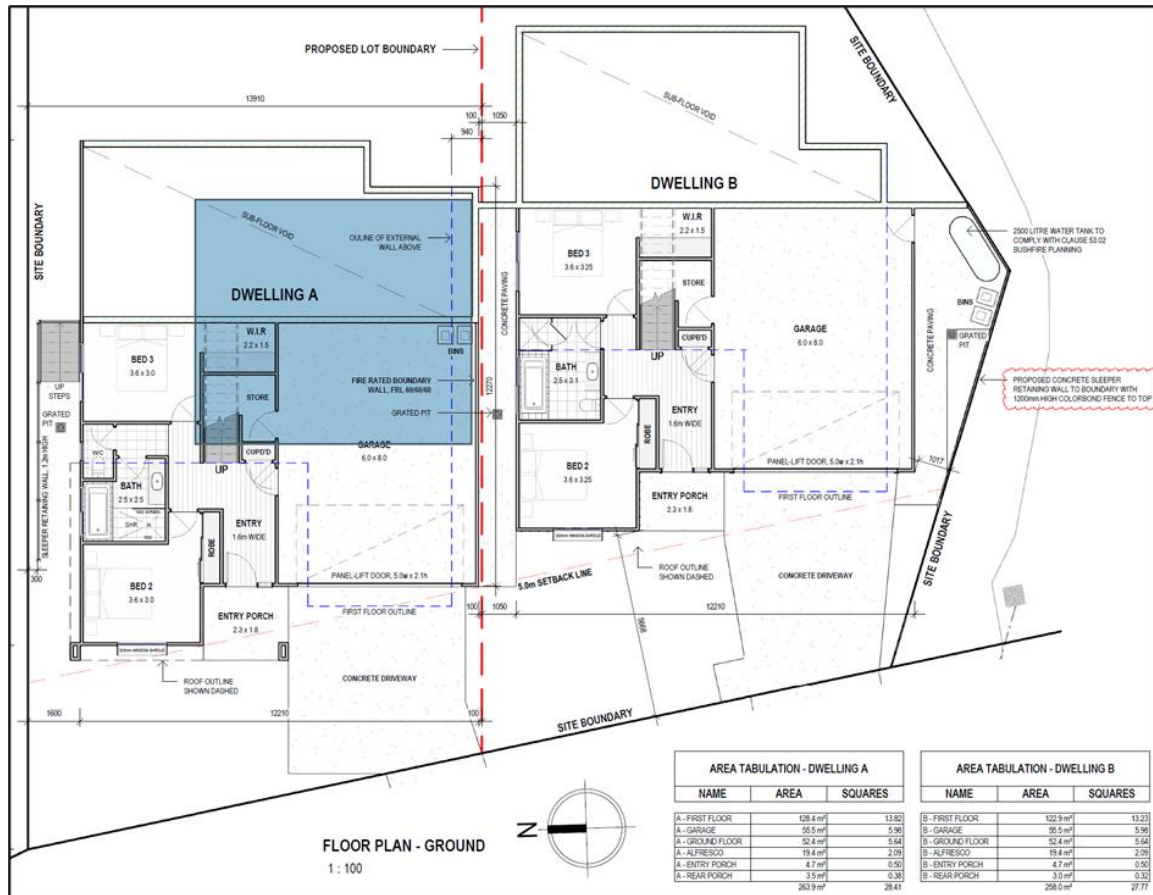 PROPOSED LOT BOUNDARY
SITE BOUNDARY
13910
100
1050
940
SUB-FLOOR VOID
DWELLING B
SITE BOUNDARY
SUB-FLOOR VOID
OULINE OF EXTERNAL
WALL ABOVE
DWELLING A
CONCRETE PAVING
BED 3
3.6 x 3.25
W.I.R
2.2 x 1.5
STORE
CUPB'D
UP
GARAGE
6.0 x 8.0
2500 LITRE WATER TANK TO
COMPLY WITH CLAUSE 53.02
BUSHFIRE PLANNING
BINS
GRATED
PIT
CONCRETE PAVING
PROPOSED CONCRETE SLEEPER
RETAINING WALL TO BOUNDARY WITH
1200mm HIGH COLORBOND FENCE TO TOP
BED 3
3.6 x 3.0
W.I.R
2.2 x 1.5
BINS
UP
STEPS
GRATED
PIT
FIRE RATED BOUNDARY
WALL, FRL 60/60/60
STORE
GRATED PIT
12270
BATH
2.5 x 3.1
ENTRY
1.6m WIDE
ROBE
BED 2
3.6 x 3.25
PANEL-LIFT DOOR, 5.0w x 2.1h
1017
FIRST FLOOR OUTLINE
ENTRY PORCH
2.3 x 1.8
CUPD'D
GARAGE
6.0 x 8.0
UP
WC
BATH
2.5 x 2.5
SHR
SLEEPER RETAINING WALL, 1.2m HIGH
ENTRY
1.6m WIDE
ROBE
BED 2
3.6 x 3.0
PANEL-LIFT DOOR, 5.0w x 2.1h
300
FIRST FLOOR OUTLINE
ENTRY PORCH
2.3 x 1.8
ROOF OUTLINE
SHOWN DASHED
5.0m SETBACK LINE
CONCRETE DRIVEWAY
SITE BOUNDARY
100
1050
12210
ROOF OUTLINE
SHOWN DASHED
CONCRETE DRIVEWAY
1600
12210
100
SITE BOUNDARY
N
FLOOR PLAN - GROUND
1 : 100
AREA TABULATION - DWELLING A
NAME AREA SQUARES
A - FIRST FLOOR 128.4 m² 13.82
A - GARAGE 55.5 m² 5.98
A - GROUND FLOOR 52.4 m² 5.64
A - ALFRESCO 19.4 m² 2.09
A - ENTRY PORCH 4.7 m² 0.50
A - REAR PORCH 3.5 m² 0.38
263.9 m² 28.41
AREA TABULATION - DWELLING B
NAME AREA SQUARES
B - FIRST FLOOR 122.9 m² 13.23
B - GARAGE 55.5 m² 5.98
B - GROUND FLOOR 52.4 m² 5.64
B - ALFRESCO 19.4 m² 2.09
B - ENTRY PORCH 4.7 m² 0.50
B - REAR PORCH 3.0 m² 0.32
258.0 m² 27.77